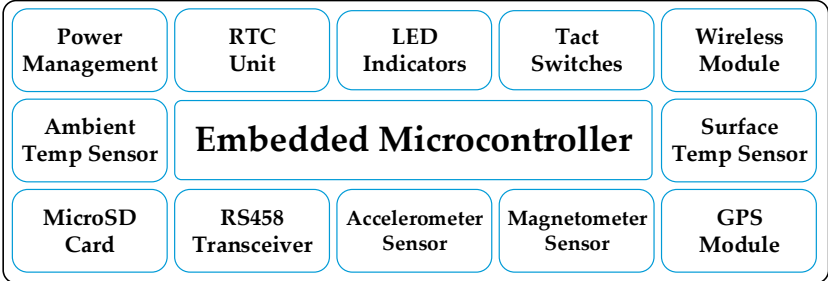 Power
Management
RTC
Unit
LED
Indicators
Tact
Switches
Wireless
Module
Ambient
Temp Sensor
Embedded Microcontroller
Surface
Temp Sensor
MicroSD
Card
RS458
Transceiver
Accelerometer
Sensor
Magnetometer
Sensor
GPS
Module